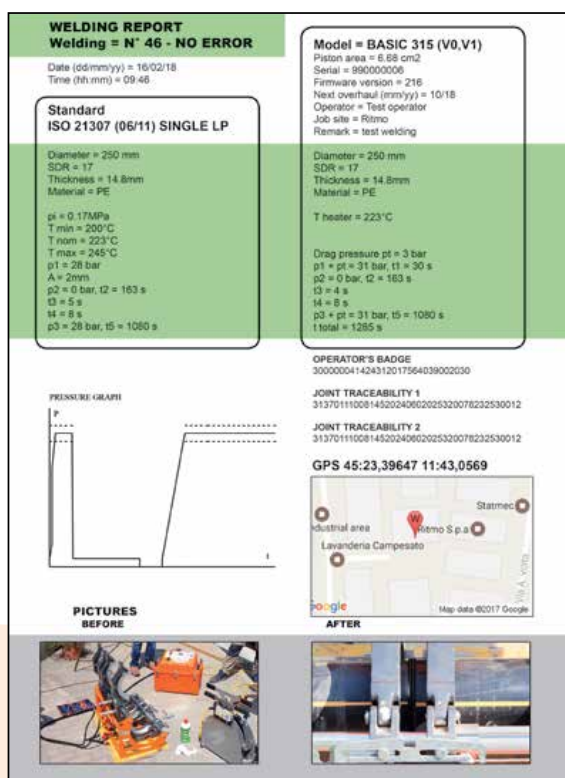 WELDING REPORT
Welding = N° 46 - NO ERROR
Date (dd/mm/yy) = 16/02/18
Time (hh:mm) = 09:46
Standard
ISO 21307 (06/11) SINGLE LP
Diameter = 250 mm
SDR = 17
Thickness = 14.8mm
Material = PE
pi = 0.17MPa
T min = 200°C
T nom = 223°C
T max = 245°C
p1 = 28 bar
A = 2mm
p2 = 0 bar, t2 = 163 s
t3 = 5 s
t4 = 8 s
p3 = 28 bar, t5 = 1080 s
Model = BASIC 315 (V0,V1)
Piston area = 6.68 cm2
Serial = 990000006
Firmware version = 216
Next overhaul (mm/yy) = 10/18
Operator = Test operator
Job site = Ritmo
Remark = test welding
Diameter = 250 mm
SDR = 17
Thickness = 14.8mm
Material = PE
T heater = 223°C
Drag pressure pt = 3 bar
p1 + pt = 31 bar, t1 = 30 s
p2 = 0 bar, t2 = 163 s
t3 = 4 s
t4 = 8 s
p3 + pt = 31 bar, t5 = 1080 s
t total = 1285 s
OPERATOR'S BADGE
300000041424312017564039002030
JOINT TRACEABILITY 1
3137011100814520240602025320078232530012
JOINT TRACEABILITY 2
3137011100814520240602025320078232530012
GPS 45:23,39647 11:43,0569
PRESSURE GRAPH
P
t
Statmec
dustrial area
W
Ritmo S.p.a
Lavanderia Campesato
Via A. Volta
Google
Map data ©2017 Google
PICTURES
BEFORE
AFTER